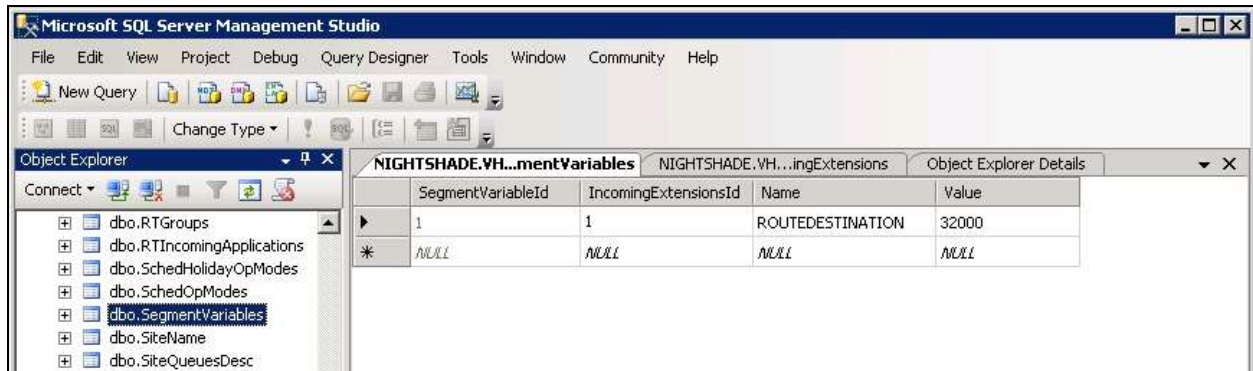 Microsoft SQL Server Management Studio
File Edit View Project Debug Query Designer Tools Window Community Help
New Query
Change Type
Object Explorer
NIGHTSHADE.VH...mentVariables NIGHTSHADE.VH...ingExtensions Object Explorer Details
Connect
SegmentVariableId IncomingExtensionsId Name Value
1 1 ROUTEDESTINATION 32000
NULL NULL NULL NULL
dbo.RTGroups
dbo.RTIncomingApplications
dbo.SchedHolidayOpModes
dbo.SchedOpModes
dbo.SegmentVariables
dbo.SiteName
dbo.SiteQueuesDesc